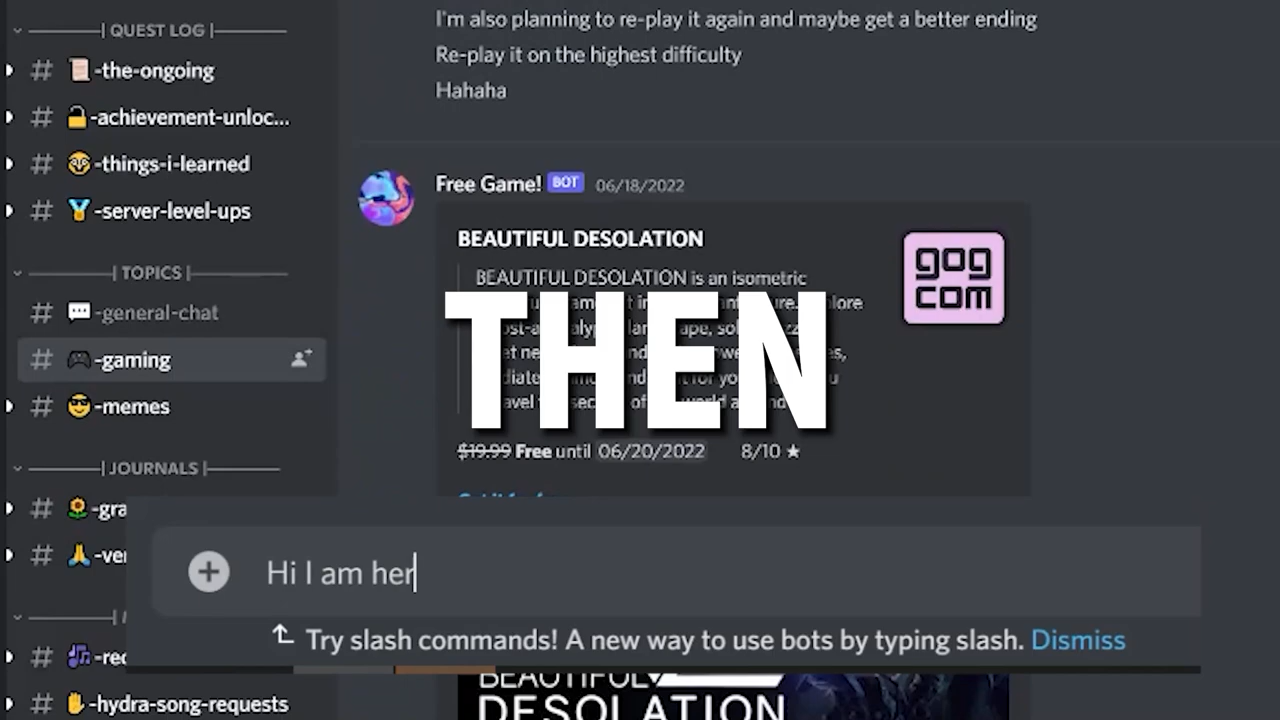 | QUEST LOG |
# 📜-the-ongoing
# 🔓-achievement-unloc...
# -things-i-learned
# 🏅-server-level-ups
| TOPICS |
# 💬-general-chat
# 🎮-gaming
# 😎-memes
| JOURNALS |
# 🌻-gra
# 🙏-ver
# 🎶-rec
# ✋-hydra-song-requests
I'm also planning to re-play it again and maybe get a better ending
Re-play it on the highest difficulty
Hahaha
Free Game! BOT 06/18/2022
BEAUTIFUL DESOLATION
gog
com
BEAUTIFUL DESOLATION is an isometric
THEN
$19.99 Free until 06/20/2022 8/10 ★
Hi I am her
Try slash commands! A new way to use bots by typing slash. Dismiss
BEAUTIFUL
DESOLATION